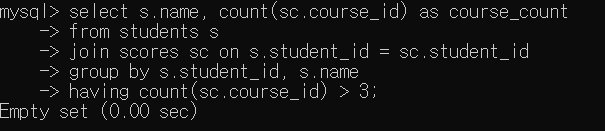 mysql> select s.name, count(sc.course_id) as course_count
    -> from students s
    -> join scores sc on s.student_id = sc.student_id
    -> group by s.student_id, s.name
    -> having count(sc.course_id) > 3;
Empty set (0.00 sec)